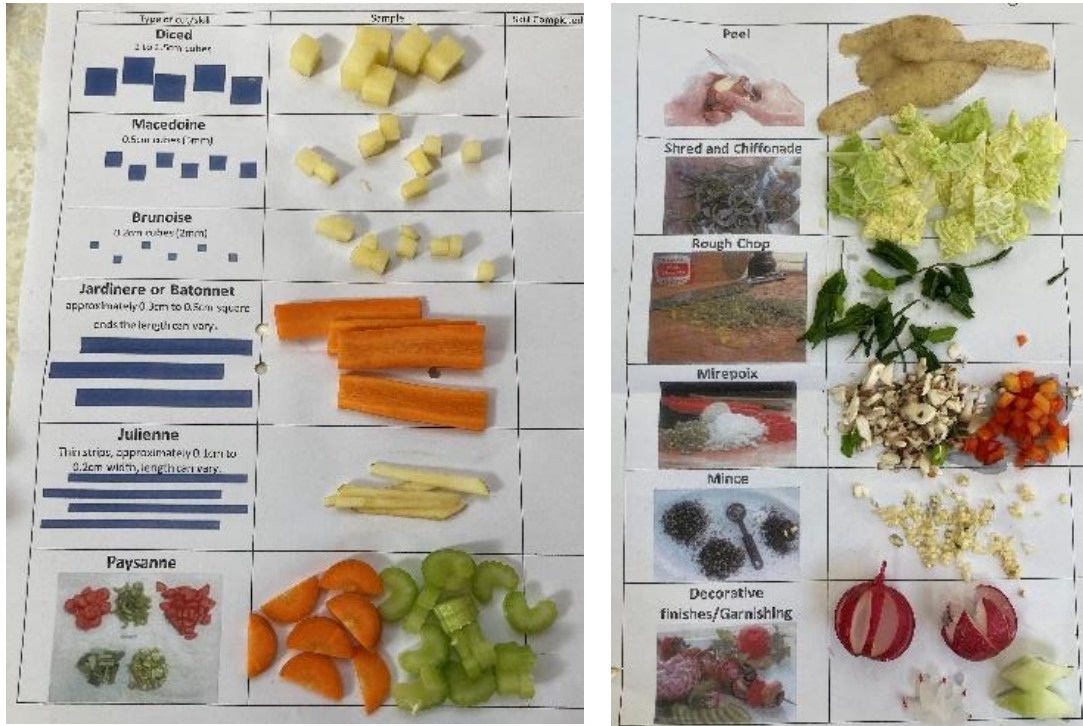 Type of cut/skill Sample Skill Completed
Diced
1 to 1.5cm cubes
Macedoine
0.5cm cubes (5mm)
Brunoise
0.2cm cubes (2mm)
Jardinere or Batonnet
approximately 0.3cm to 0.5cm square
ends the length can vary.
Julienne
Thin strips, approximately 0.1cm to
0.2cm width, length can vary.
Paysanne
Peel
Shred and Chiffonade
Rough Chop
Mirepoix
Mince
Decorative
finishes/Garnishing